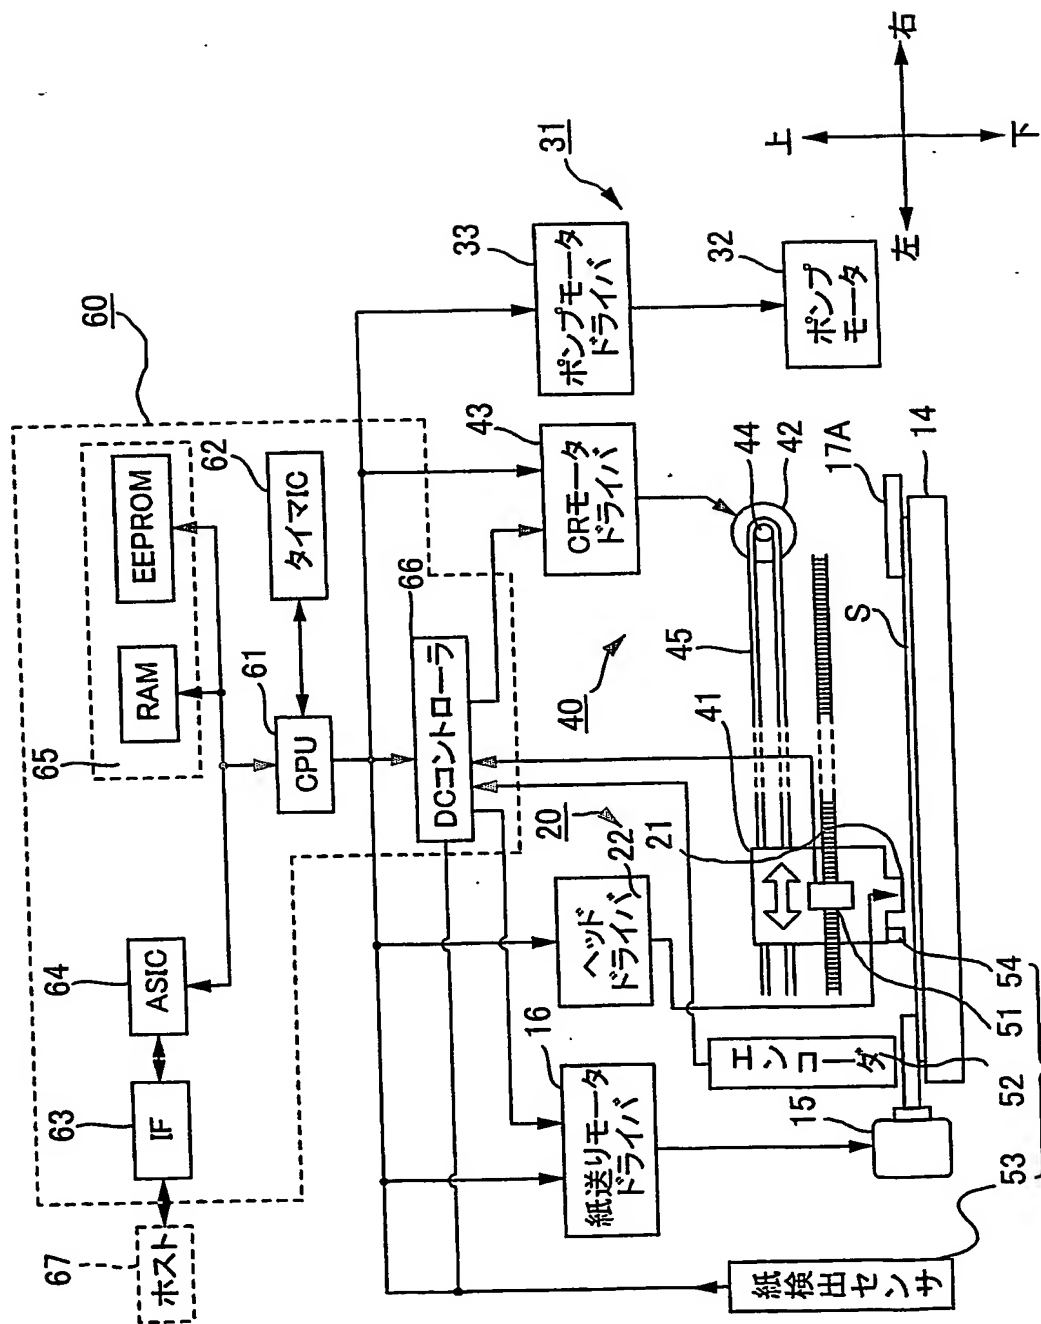 67
ホスト
63
IF
64
ASIC
65
RAM
EEPROM
60
61
CPU
62
タイマIC
66
DCコントローラ
16
紙送りモータ
ドライバ
20
22
ヘッド
ドライバ
40
43
CRモータ
ドライバ
33
ポンプモータ
ドライバ
31
32
ポンプ
モータ
上
下
左
右
エンコーダ
21
41
45
44
42
17A
S
14
15
紙検出センサ
53
52
51
54